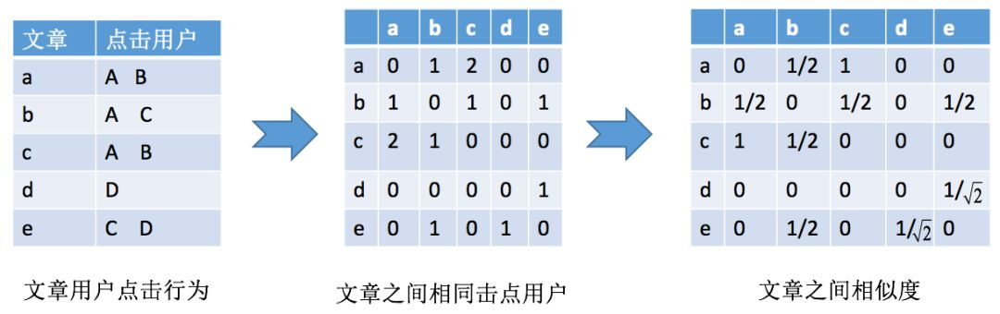 文章 点击用户
a A B
b A C
c A B
d D
e C D
文章用户点击行为
a b c d e
a 0 1 2 0 0
b 1 0 1 0 1
c 2 1 0 0 0
d 0 0 0 0 1
e 0 1 0 1 0
文章之间相同击点用户
a b c d e
a 0 1/2 1 0 0
b 1/2 0 1/2 0 1/2
c 1 1/2 0 0 0
d 0 0 0 0 1/√2
e 0 1/2 0 1/√2 0
文章之间相似度